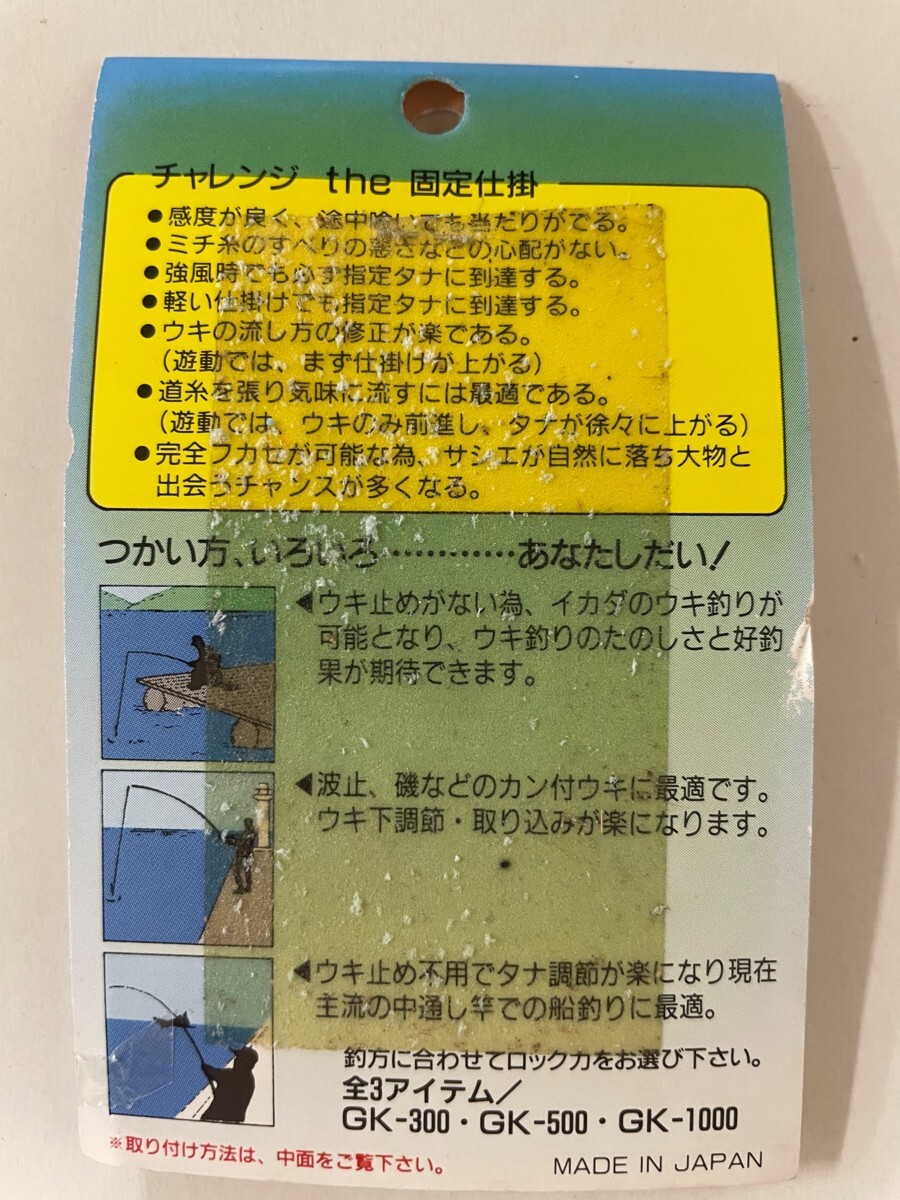 チャレンジ the 固定仕掛
●感度が良く、途中喰いでも当だりがでる。
●ミチ糸のすべりの悪さなどの心配がない。
●強風時でも必ず指定タナに到達する。
●軽い仕掛けでも指定タナに到達する。
●ウキの流し方の修正が楽である。
(遊動では、まず仕掛けが上がる)
●道糸を張り気味に流すには最適である。
(遊動では、ウキのみ前進し、タナが徐々に上がる)
●完全フカセが可能な為、サシエが自然に落ち大物と
出会うチャンスが多くなる。
つかい方、いろいろ…………あなたしだい!
◀ウキ止めがない為、イカダのウキ釣りが
可能となり、ウキ釣りのたのしさと好釣
果が期待できます。
◀波止、磯などのカン付ウキに最適です。
ウキ下調節・取り込みが楽になります。
◀ウキ止め不用でタナ調節が楽になり現在
主流の中通し竿での船釣りに最適。
釣方に合わせてロック力をお選び下さい。
全3アイテム/
GK-300・GK-500・GK-1000
※取り付け方法は、中面をご覧下さい。
MADE IN JAPAN